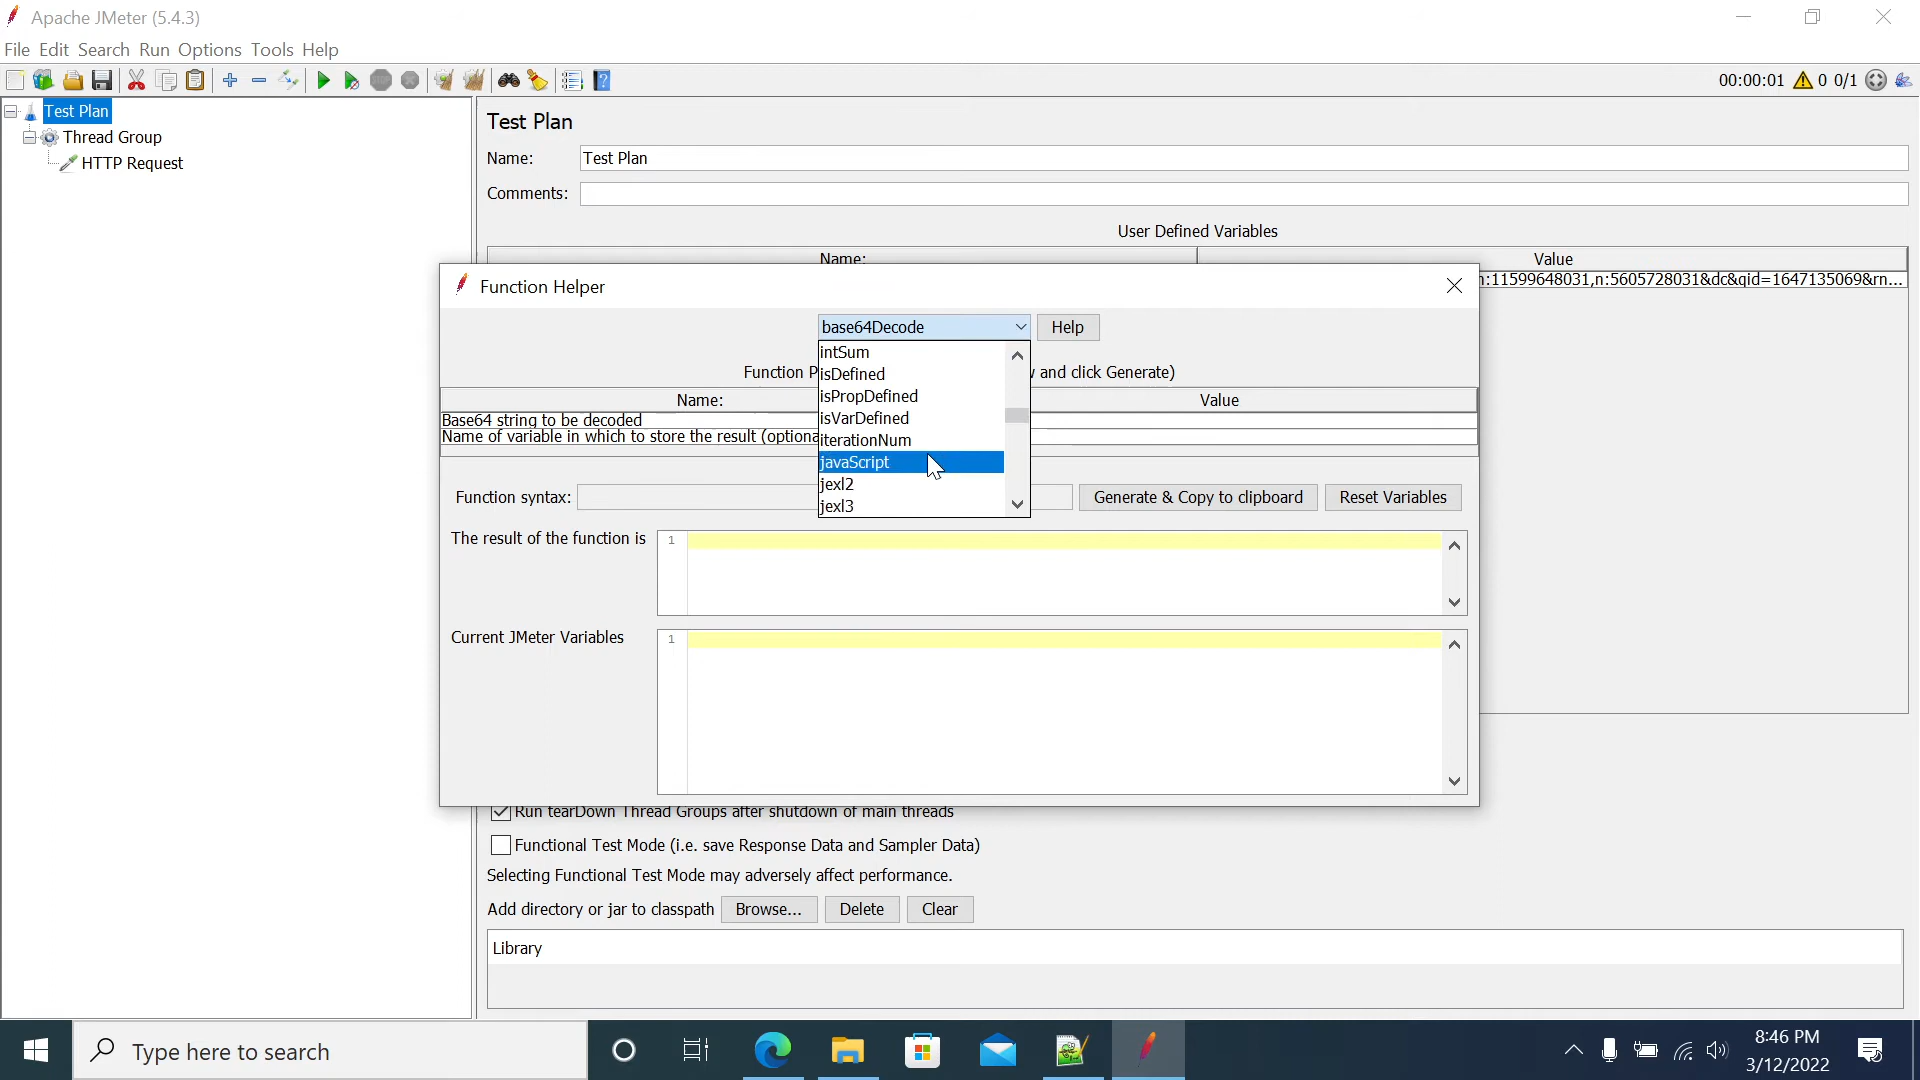 Apache JMeter (5.4.3)
File Edit Search Run Options Tools Help
00:00:01 0 0/1
Test Plan
Thread Group
HTTP Request
Test Plan
Name: Test Plan
Comments:
User Defined Variables
Name: Value
n:11599648031,n:5605728031&dc&qid=1647135069&rn...
Function Helper
base64Decode Help
intSum
isDefined
isPropDefined
isVarDefined
iterationNum
javaScript
jexl2
jexl3
Function P and click Generate)
Name: Value
Base64 string to be decoded
Name of variable in which to store the result (optiona
Function syntax: Generate & Copy to clipboard Reset Variables
The result of the function is 1
Current JMeter Variables 1
Run tearDown Thread Groups after shutdown of main threads
Functional Test Mode (i.e. save Response Data and Sampler Data)
Selecting Functional Test Mode may adversely affect performance.
Add directory or jar to classpath Browse... Delete Clear
Library
Type here to search
8:46 PM
3/12/2022